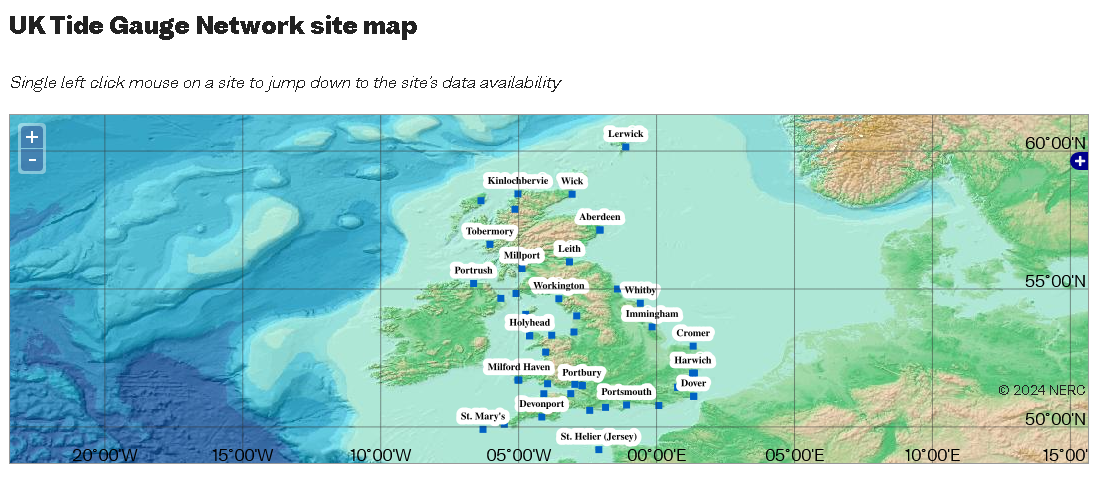 UK Tide Gauge Network site map
Single left click mouse on a site to jump down to the site's data availability
+
-
Lerwick
60°00'N
+
Kinlochbervie
Wick
Aberdeen
Tobermory
Leith
Millport
Portrush
55°00'N
Workington
Whitby
Immingham
Holyhead
Cromer
Harwich
Milford Haven
Portbury
Dover
© 2024 NERC
Portsmouth
Devonport
St. Mary's
50°00'N
St. Helier (Jersey)
20°00'W 15°00'W 10°00'W 05°00'W 00°00'E 05°00'E 10°00'E 15°00'